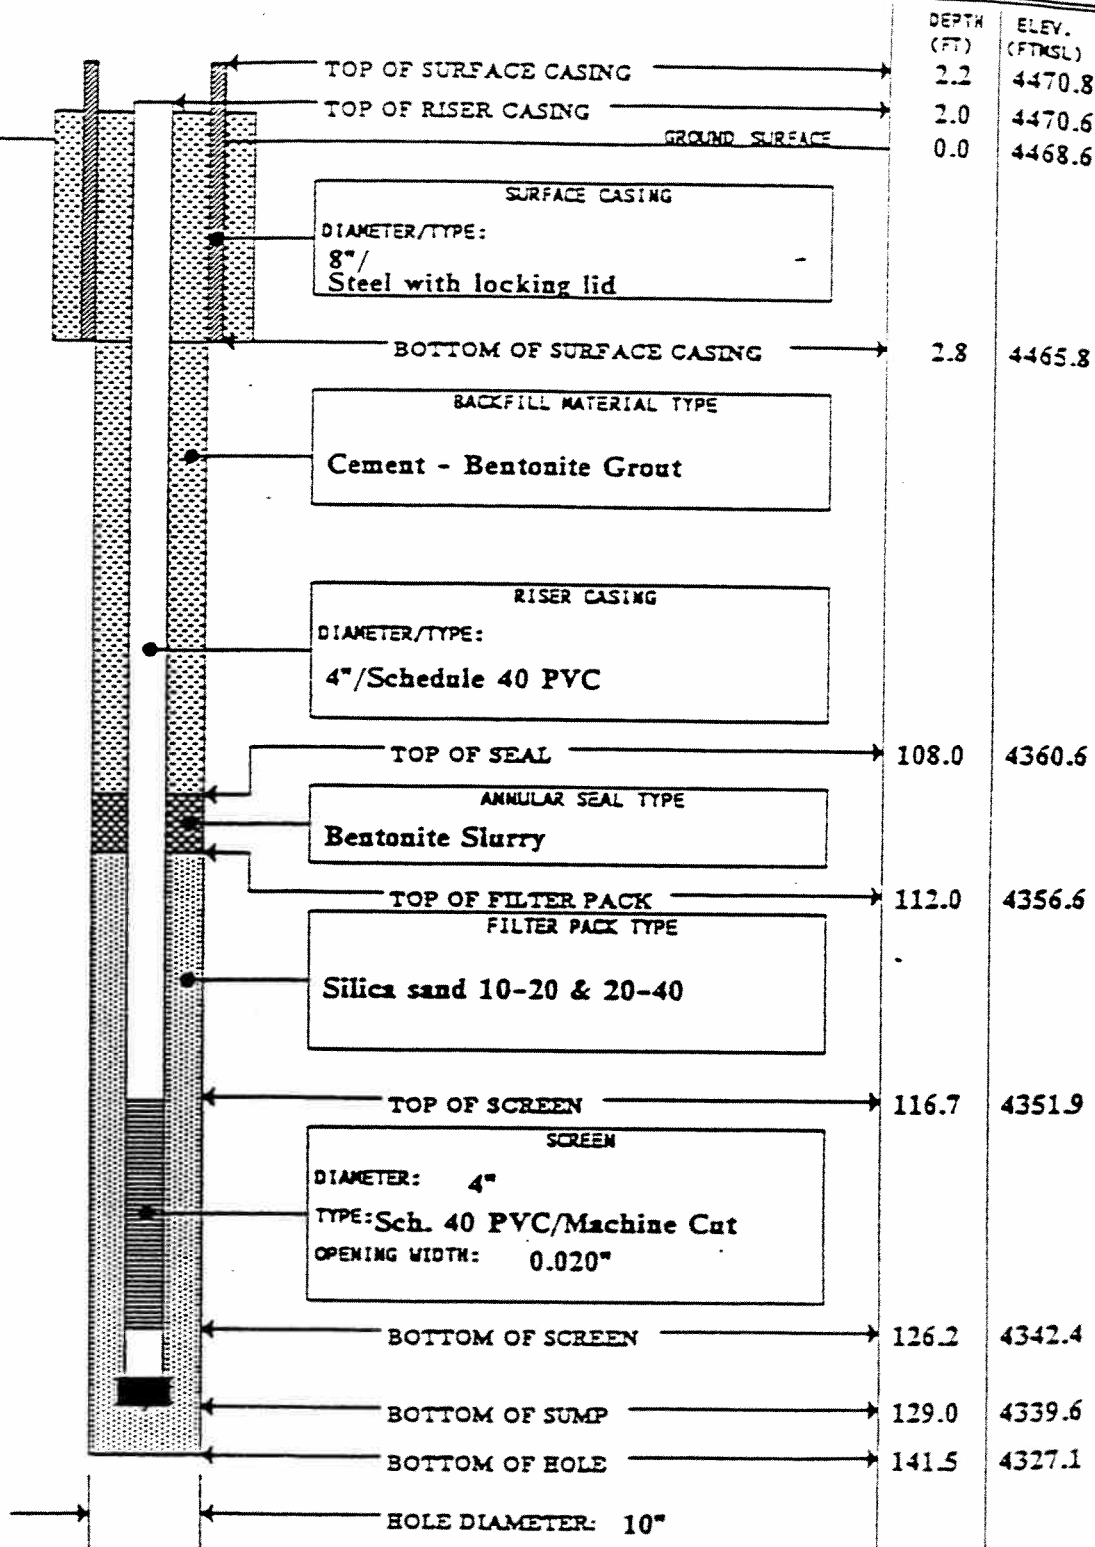 DEPTH ELEV.
(FT) (FTMSL)
TOP OF SURFACE CASING 2.2 4470.8
TOP OF RISER CASING 2.0 4470.6
GROUND SURFACE 0.0 4468.6
SURFACE CASING
DIAMETER/TYPE:
8"/
Steel with locking lid
BOTTOM OF SURFACE CASING 2.8 4465.8
BACKFILL MATERIAL TYPE
Cement - Bentonite Grout
RISER CASING
DIAMETER/TYPE:
4"/Schedule 40 PVC
TOP OF SEAL 108.0 4360.6
ANNULAR SEAL TYPE
Bentonite Slurry
TOP OF FILTER PACK 112.0 4356.6
FILTER PACK TYPE
Silica sand 10-20 & 20-40
TOP OF SCREEN 116.7 4351.9
SCREEN
DIAMETER: 4"
TYPE: Sch. 40 PVC/Machine Cut
OPENING WIDTH: 0.020"
BOTTOM OF SCREEN 126.2 4342.4
BOTTOM OF SUMP 129.0 4339.6
BOTTOM OF HOLE 141.5 4327.1
HOLE DIAMETER: 10"